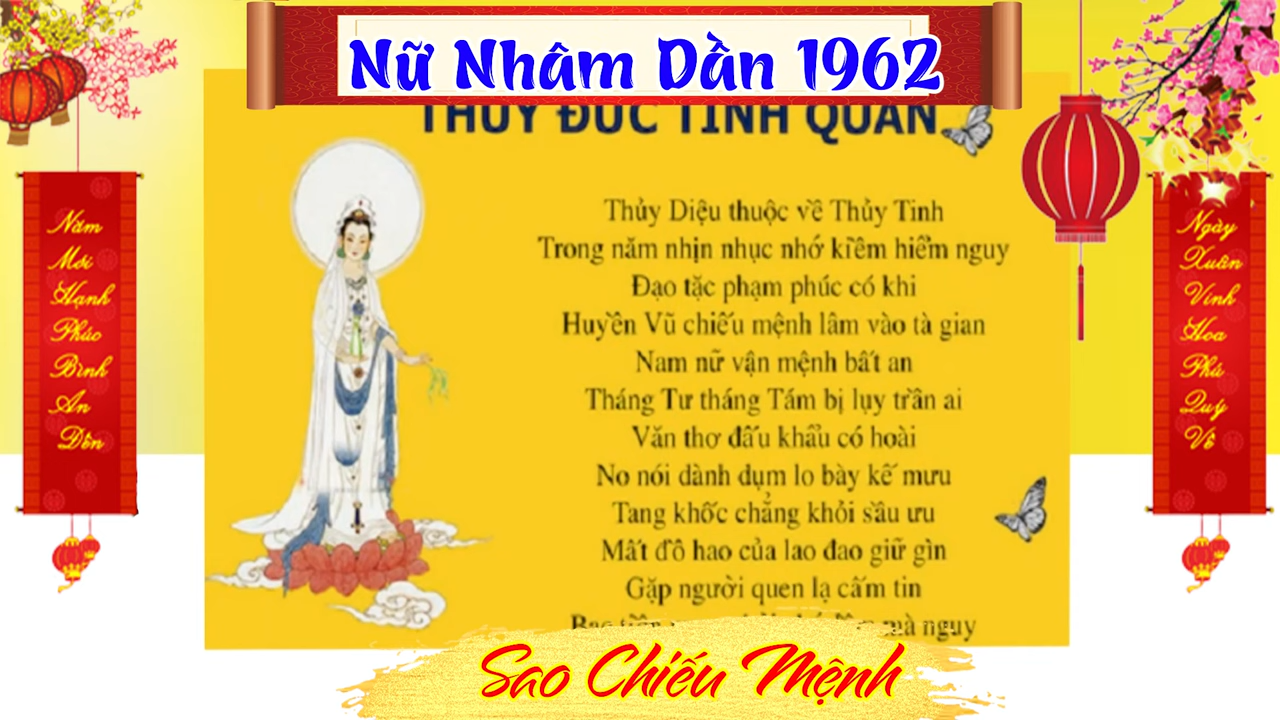 Nữ Nhâm Dần 1962
THỦY ĐỨC TINH QUÂN
Thủy Diệu thuộc về Thủy Tinh
Trong năm nhịn nhục nhớ kiêm hiểm nguy
Đạo tặc phạm phúc có khi
Huyền Vũ chiếu mệnh lâm vào tà gian
Nam nữ vận mệnh bất an
Tháng Tư tháng Tám bị lụy trần ai
Văn thơ đấu khẩu có hoài
No nói dành đụm lo bày kế mưu
Tang khốc chẳng khỏi sầu ưu
Mất đồ hao của lao đao giữ gìn
Gặp người quen lạ cấm tin
mà nguy
Sao Chiếu Mệnh
Năm
Mới
Hạnh
Phúc
Bình
An
Đến
Ngày
Xuân
Vinh
Hoa
Phú
Quý
Về